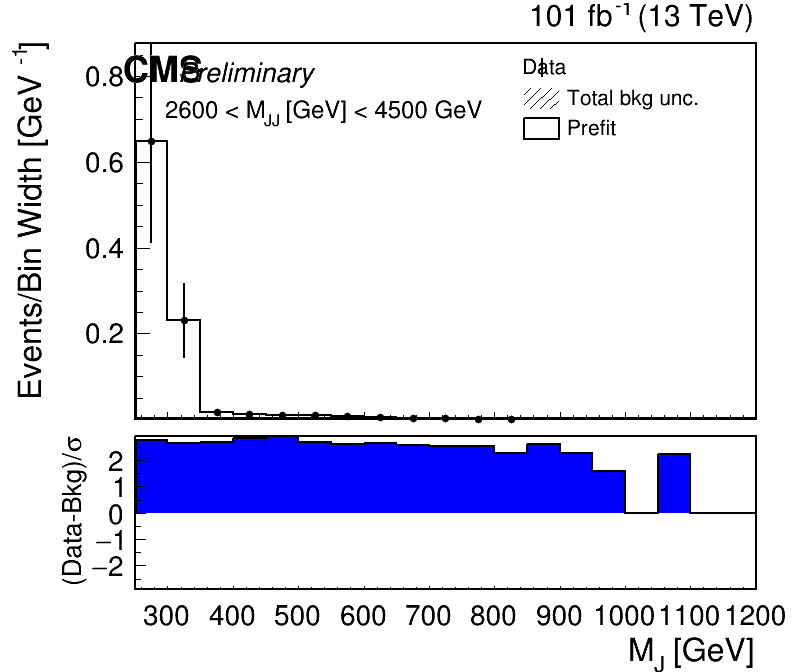 101 fb⁻¹ (13 TeV)
CMS Preliminary
2600 < M_JJ [GeV] < 4500 GeV
Data
Total bkg unc.
Prefit
Events/Bin Width [GeV⁻¹]
0.8
0.6
0.4
0.2
(Data-Bkg)/σ
2
1
0
−1
−2
300 400 500 600 700 800 900 1000 1100 1200
M_J [GeV]